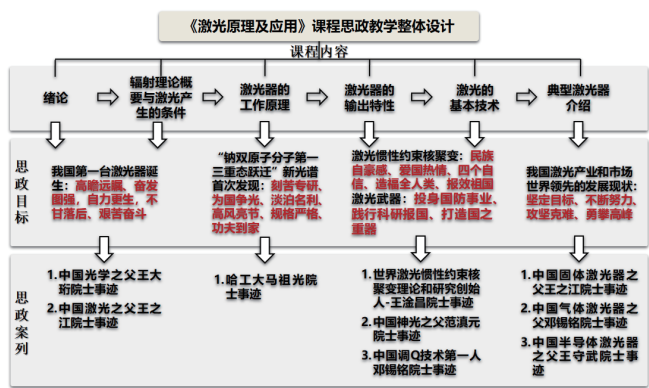 《激光原理及应用》课程思政教学整体设计
课程内容
绪论
辐射理论概
要与激光产
生的条件
激光器的
工作原理
激光器的
输出特性
激光的
基本技术
典型激光器
介绍
思政目标
我国第一台激光器诞
生：高瞻远瞩、奋发
图强，自力更生，不
甘落后、艰苦奋斗
“钠双原子分子第一
三重态跃迁”新光谱
首次发现：刻苦专研、
为国争光、淡泊名利、
高风亮节、规格严格、
功夫到家
激光惯性约束核聚变：民族
自豪感、爱国热情、四个自
信、造福全人类、报效祖国
激光武器：投身国防事业、
践行科研报国、打造国之
重器
我国激光产业和市场
世界领先的发展现状：
坚定目标、不断努力、
攻坚克难、勇攀高峰
思政案列
1.中国光学之父王大
珩院士事迹
2.中国激光之父王之
江院士事迹
1.哈工大马祖光院
士事迹
1.世界激光惯性约束核
聚变理论和研究创始
人-王淦昌院士事迹
2.中国神光之父范滇元
院士事迹
3.中国调Q技术第一人
邓锡铭院士事迹
1.中国固体激光器之
父王之江院士事迹
2.中国气体激光器之
父邓锡铭院士事迹
3.中国半导体激光器
之父王守武院士事
迹